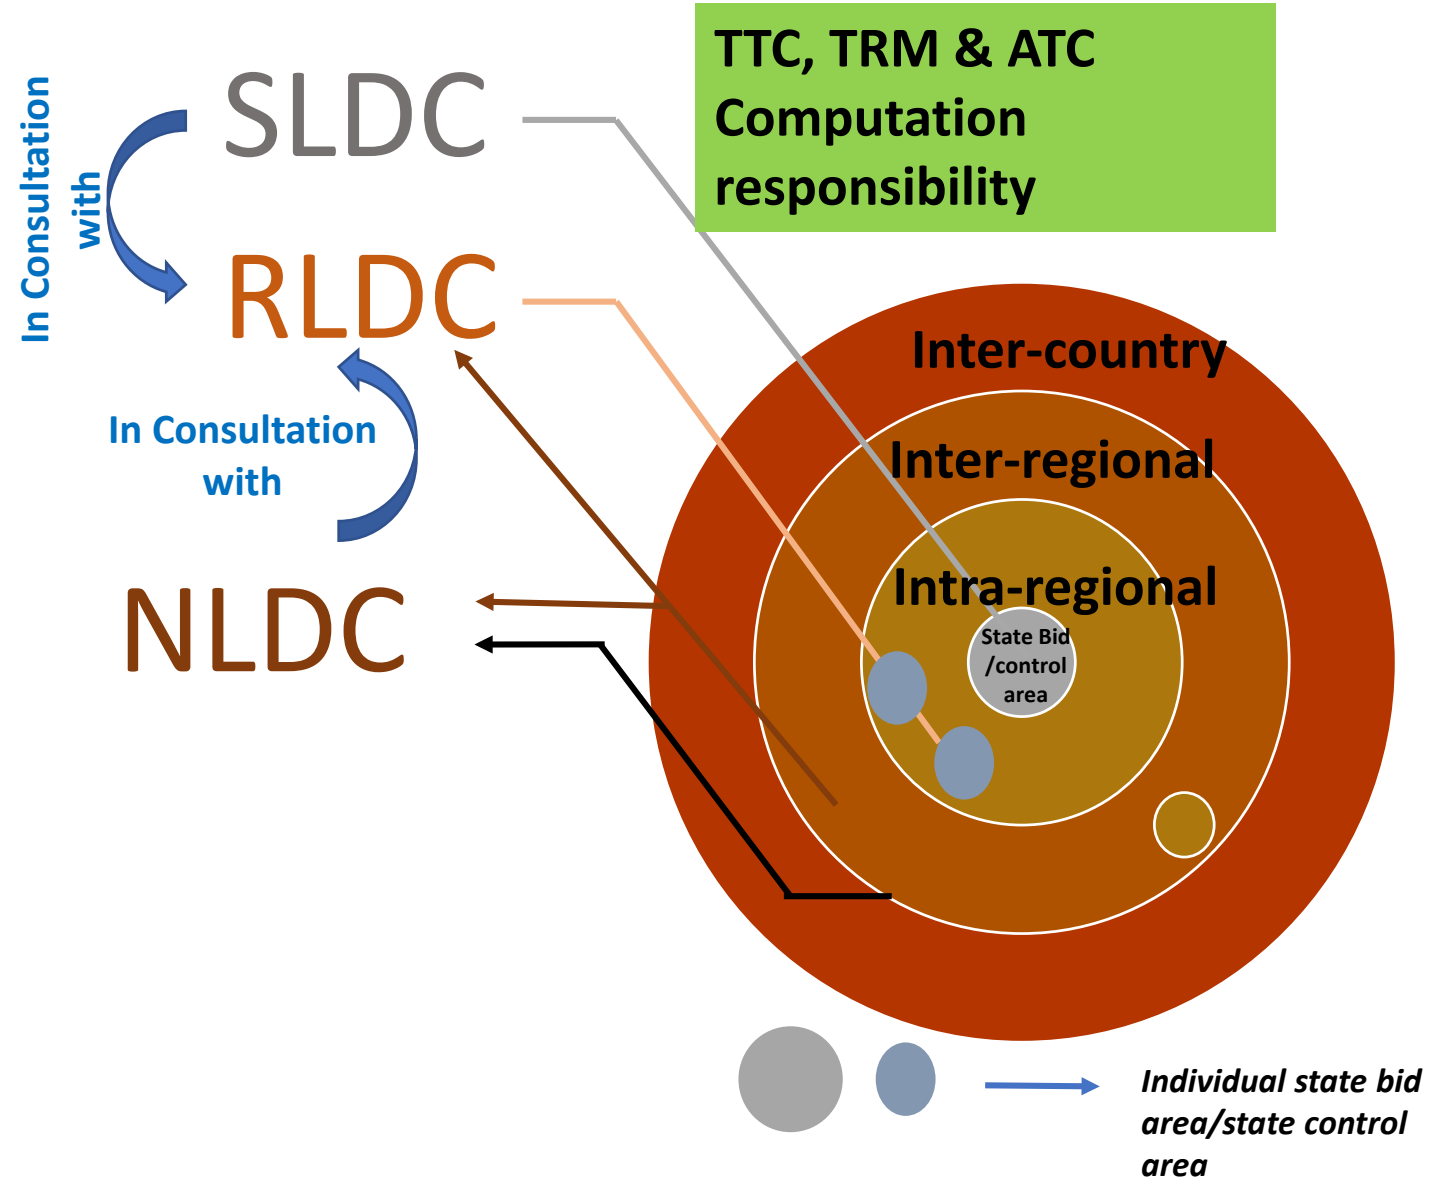 TTC, TRM & ATC
Computation
responsibility
SLDC
In Consultation
with
RLDC
In Consultation
with
NLDC
Inter-country
Inter-regional
Intra-regional
State Bid
/control
area
Individual state bid
area/state control
area